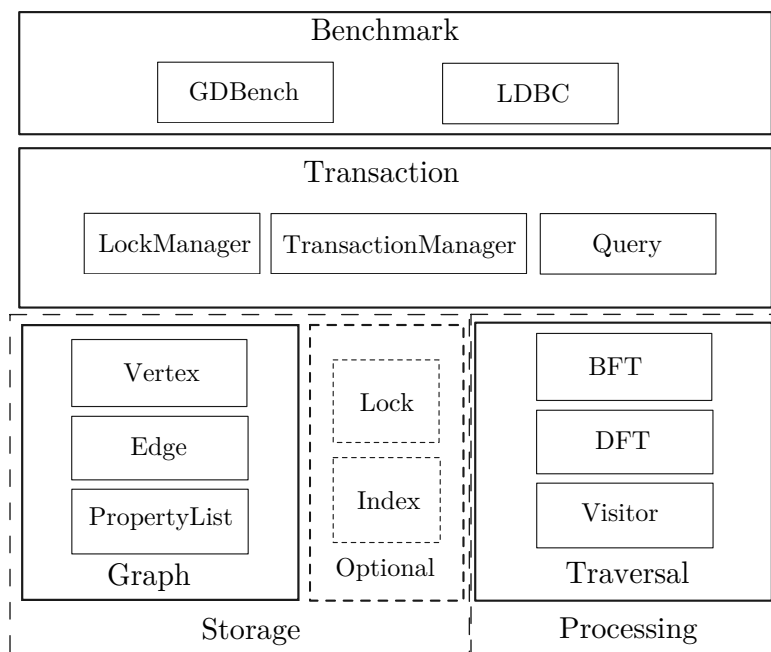 Benchmark
GDBench
LDBC
Transaction
LockManager
TransactionManager
Query
Vertex
Edge
PropertyList
Graph
Lock
Index
Optional
Storage
BFT
DFT
Visitor
Traversal
Processing